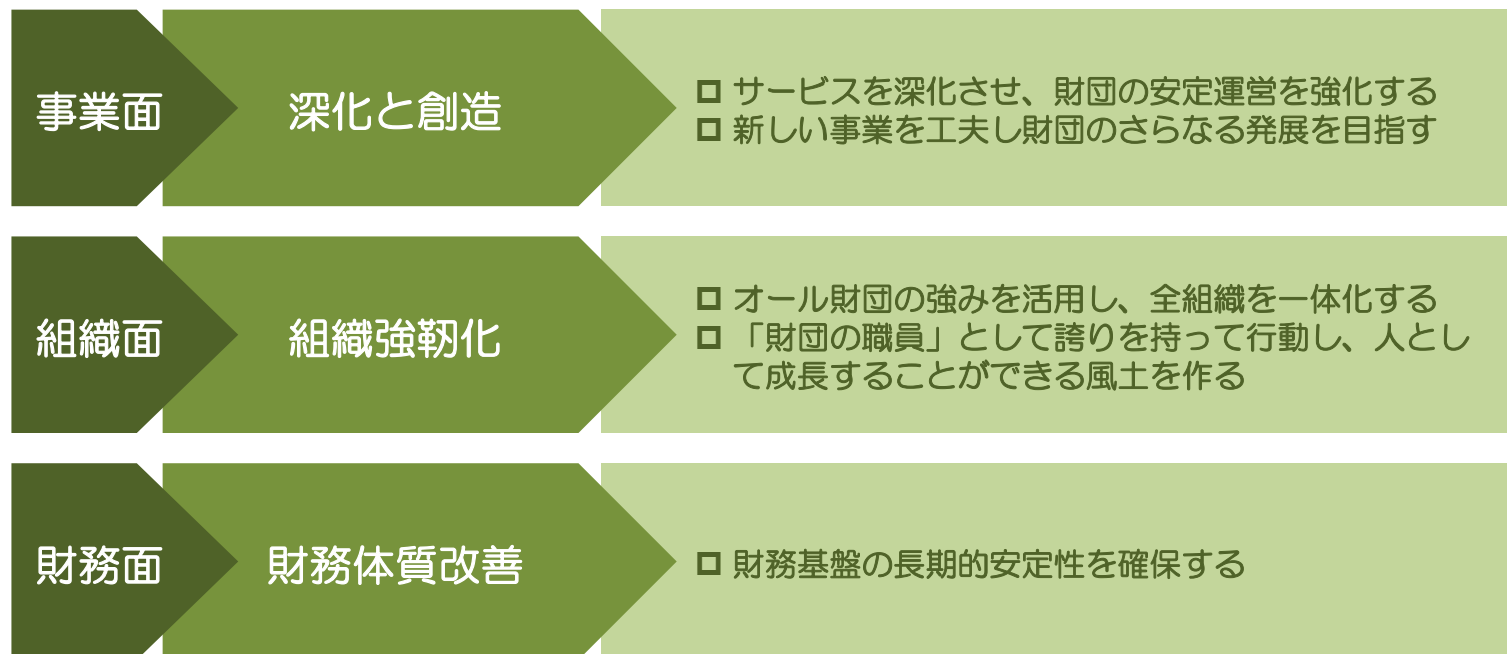 事業面
深化と創造
サービスを深化させ、財団の安定運営を強化する
新しい事業を工夫し財団のさらなる発展を目指す
組織面
組織強靭化
オール財団の強みを活用し、全組織を一体化する
「財団の職員」として誇りを持って行動し、人とし
て成長することができる風土を作る
財務面
財務体質改善
財務基盤の長期的安定性を確保する